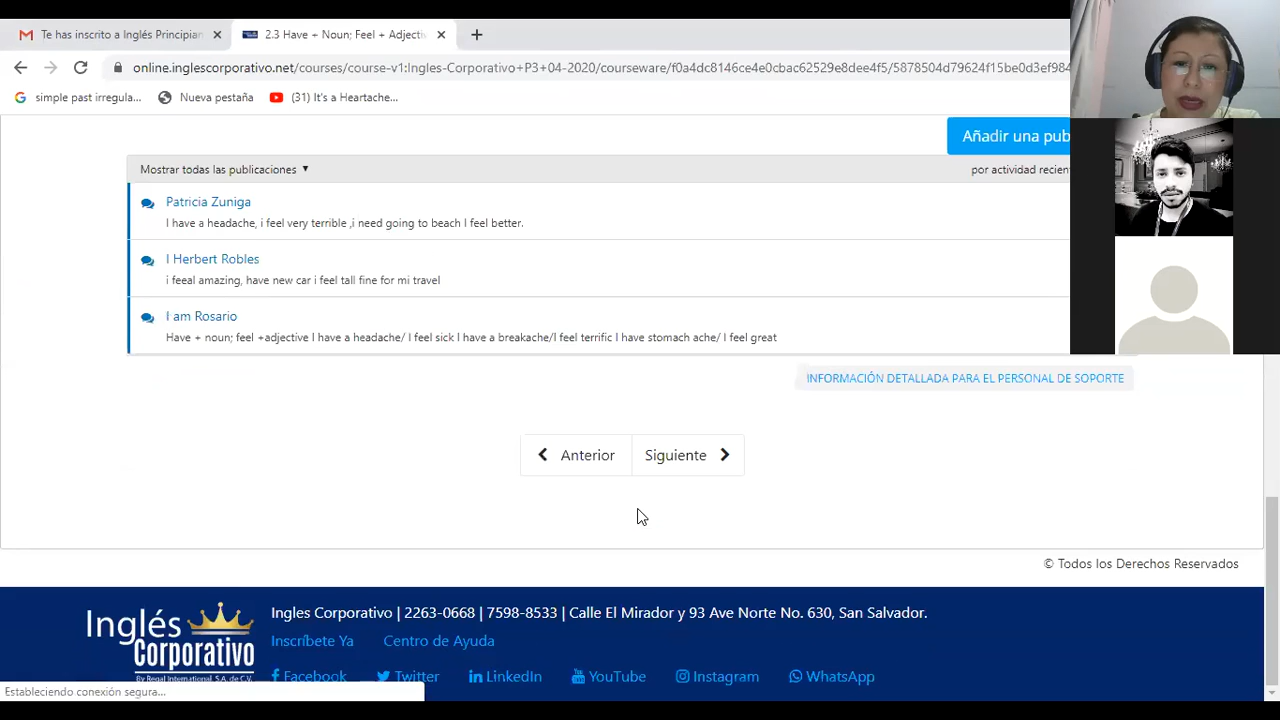 Te has inscrito a Inglés Principian
2.3 Have + Noun; Feel + Adjectiv
online.inglescorporativo.net/courses/course-v1:Ingles-Corporativo+P3+04-2020/courseware/f0a4dc8146ce4e0cbac62529e8dee4f5/5878504d79624f15be0d3ef984
simple past irregula...
Nueva pestaña
(31) It's a Heartache...
Añadir una pub
Mostrar todas las publicaciones
por actividad recien
Patricia Zuniga
I have a headache, i feel very terrible ,i need going to beach I feel better.
I Herbert Robles
i feeal amazing, have new car i feel tall fine for mi travel
I am Rosario
Have + noun; feel +adjective I have a headache/ I feel sick I have a breakache/I feel terrific I have stomach ache/ I feel great
INFORMACIÓN DETALLADA PARA EL PERSONAL DE SOPORTE
Anterior
Siguiente
© Todos los Derechos Reservados
Inglés Corporativo
By Regal International, S.A. de C.V.
Ingles Corporativo | 2263-0668 | 7598-8533 | Calle El Mirador y 93 Ave Norte No. 630, San Salvador.
Inscríbete Ya
Centro de Ayuda
Facebook
Twitter
LinkedIn
YouTube
Instagram
WhatsApp
Estableciendo conexión segura...